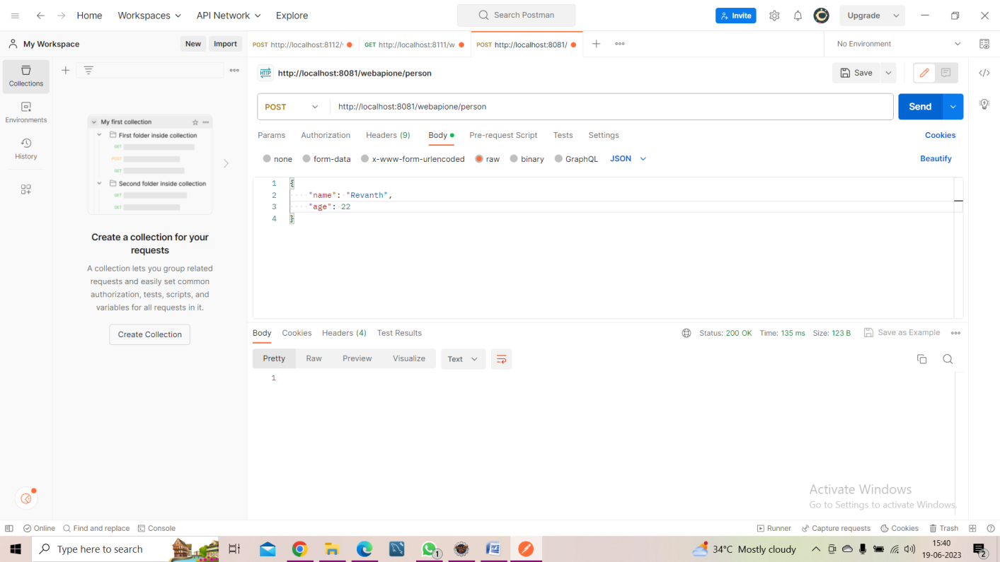 Home Workspaces API Network Explore Search Postman Invite Upgrade
My Workspace New Import POST http://localhost:8112/ GET http://localhost:8111/w POST http://localhost:8081/ No Environment
Collections
Environments
History
My first collection
First folder inside collection
GET
POST
GET
Second folder inside collection
GET
GET
Create a collection for your
requests
A collection lets you group related
requests and easily set common
authorization, tests, scripts, and
variables for all requests in it.
Create Collection
HTTP http://localhost:8081/webapione/person Save
POST http://localhost:8081/webapione/person Send
Params Authorization Headers (9) Body Pre-request Script Tests Settings Cookies
none form-data x-www-form-urlencoded raw binary GraphQL JSON Beautify
1 {
2 "name": "Revanth",
3 "age": 22
4 }
Body Cookies Headers (4) Test Results Status: 200 OK Time: 135 ms Size: 123 B Save as Example
Pretty Raw Preview Visualize Text
1
Activate Windows
Go to Settings to activate Windows.
Online Find and replace Console Runner Capture requests Cookies Trash
Type here to search 1 34°C Mostly cloudy 15:40
19-06-2023 2